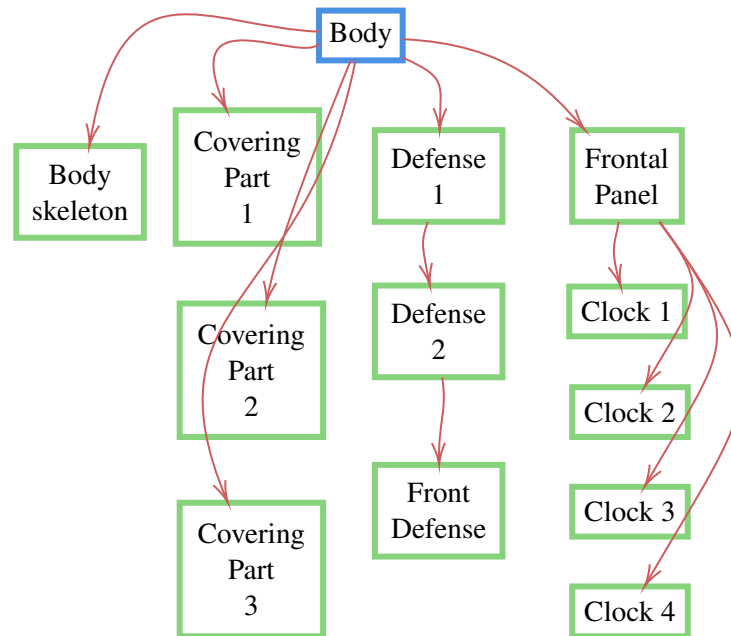 Body
Body
skeleton
Covering
Part
1
Defense
1
Frontal
Panel
Clock 1
Covering
Part
2
Defense
2
Clock 2
Front
Defense
Clock 3
Covering
Part
3
Clock 4